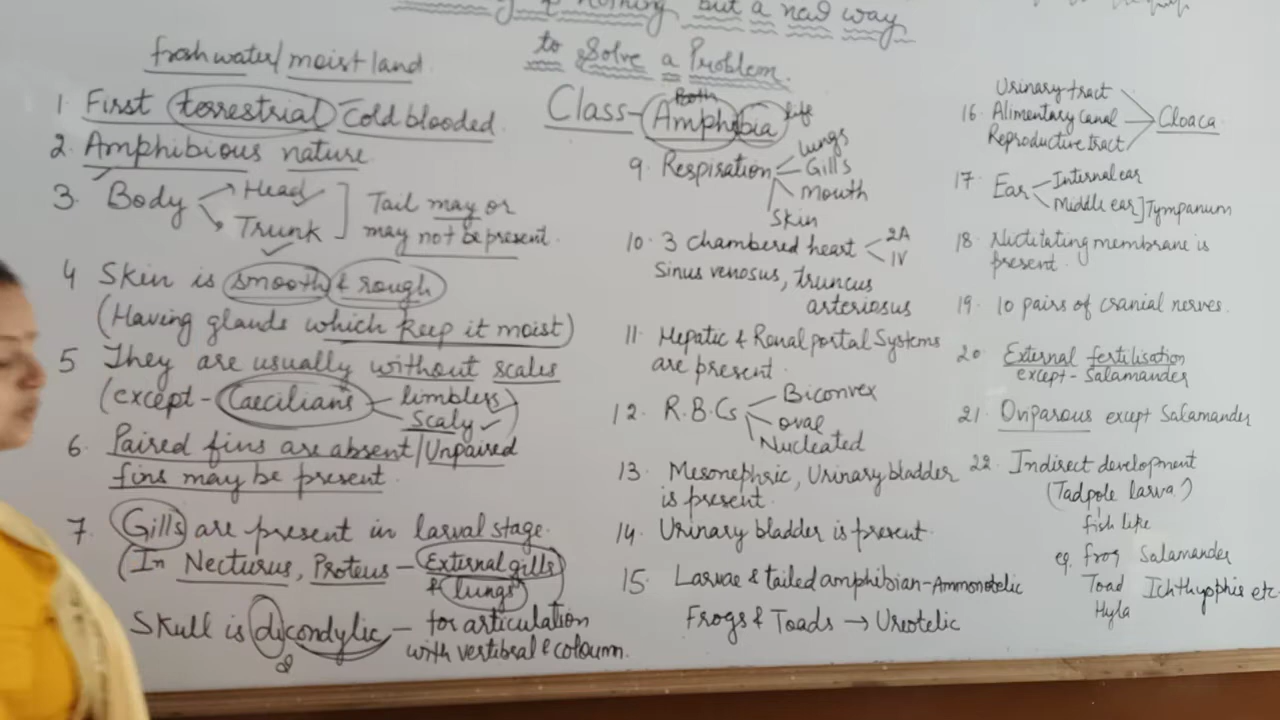 but a new way
to Solve a Problem.
fresh water/moist land
Class - Amphibia
Both
life
1. First terrestrial Cold blooded.
2. Amphibious nature.
3. Body
Head
Trunk
Tail may or
may not be present.
4 Skin is smooth & rough
(Having glands which keep it moist)
5 They are usually without scales
(except - Caecilians
limbless
Scaly
6. Paired fins are absent/Unpaired
fins may be present.
7. Gills are present in larval stage.
(In Necturus, Proteus - External gills
& lungs)
Skull is dicondylic - for articulation
with vertebral coloumn.
9. Respiration
lungs
Gills
Mouth
Skin
10. 3 chambered heart
2A
1V
Sinus venosus, truncus
arteriosus
11. Hepatic & Renal portal Systems
are present.
12. R.B.Cs
Biconvex
oval
Nucleated
13. Mesonephric, Urinary bladder
is present.
14. Urinary bladder is present.
15. Larvae & tailed amphibian - Ammonotelic
Frogs & Toads → Ureotelic
Urinary tract
16. Alimentary canal
Reproductive tract
Cloaca
17. Ear
Internal ear
Middle ear] Tympanum
18. Nictitating membrane is
present.
19. 10 pairs of cranial nerves.
20. External fertilisation
except - Salamander
21. Oviparous except Salamander
22. Indirect development
(Tadpole larva)
fish like
eg. frog Salamander
Toad Ichthyophis etc.
Hyla